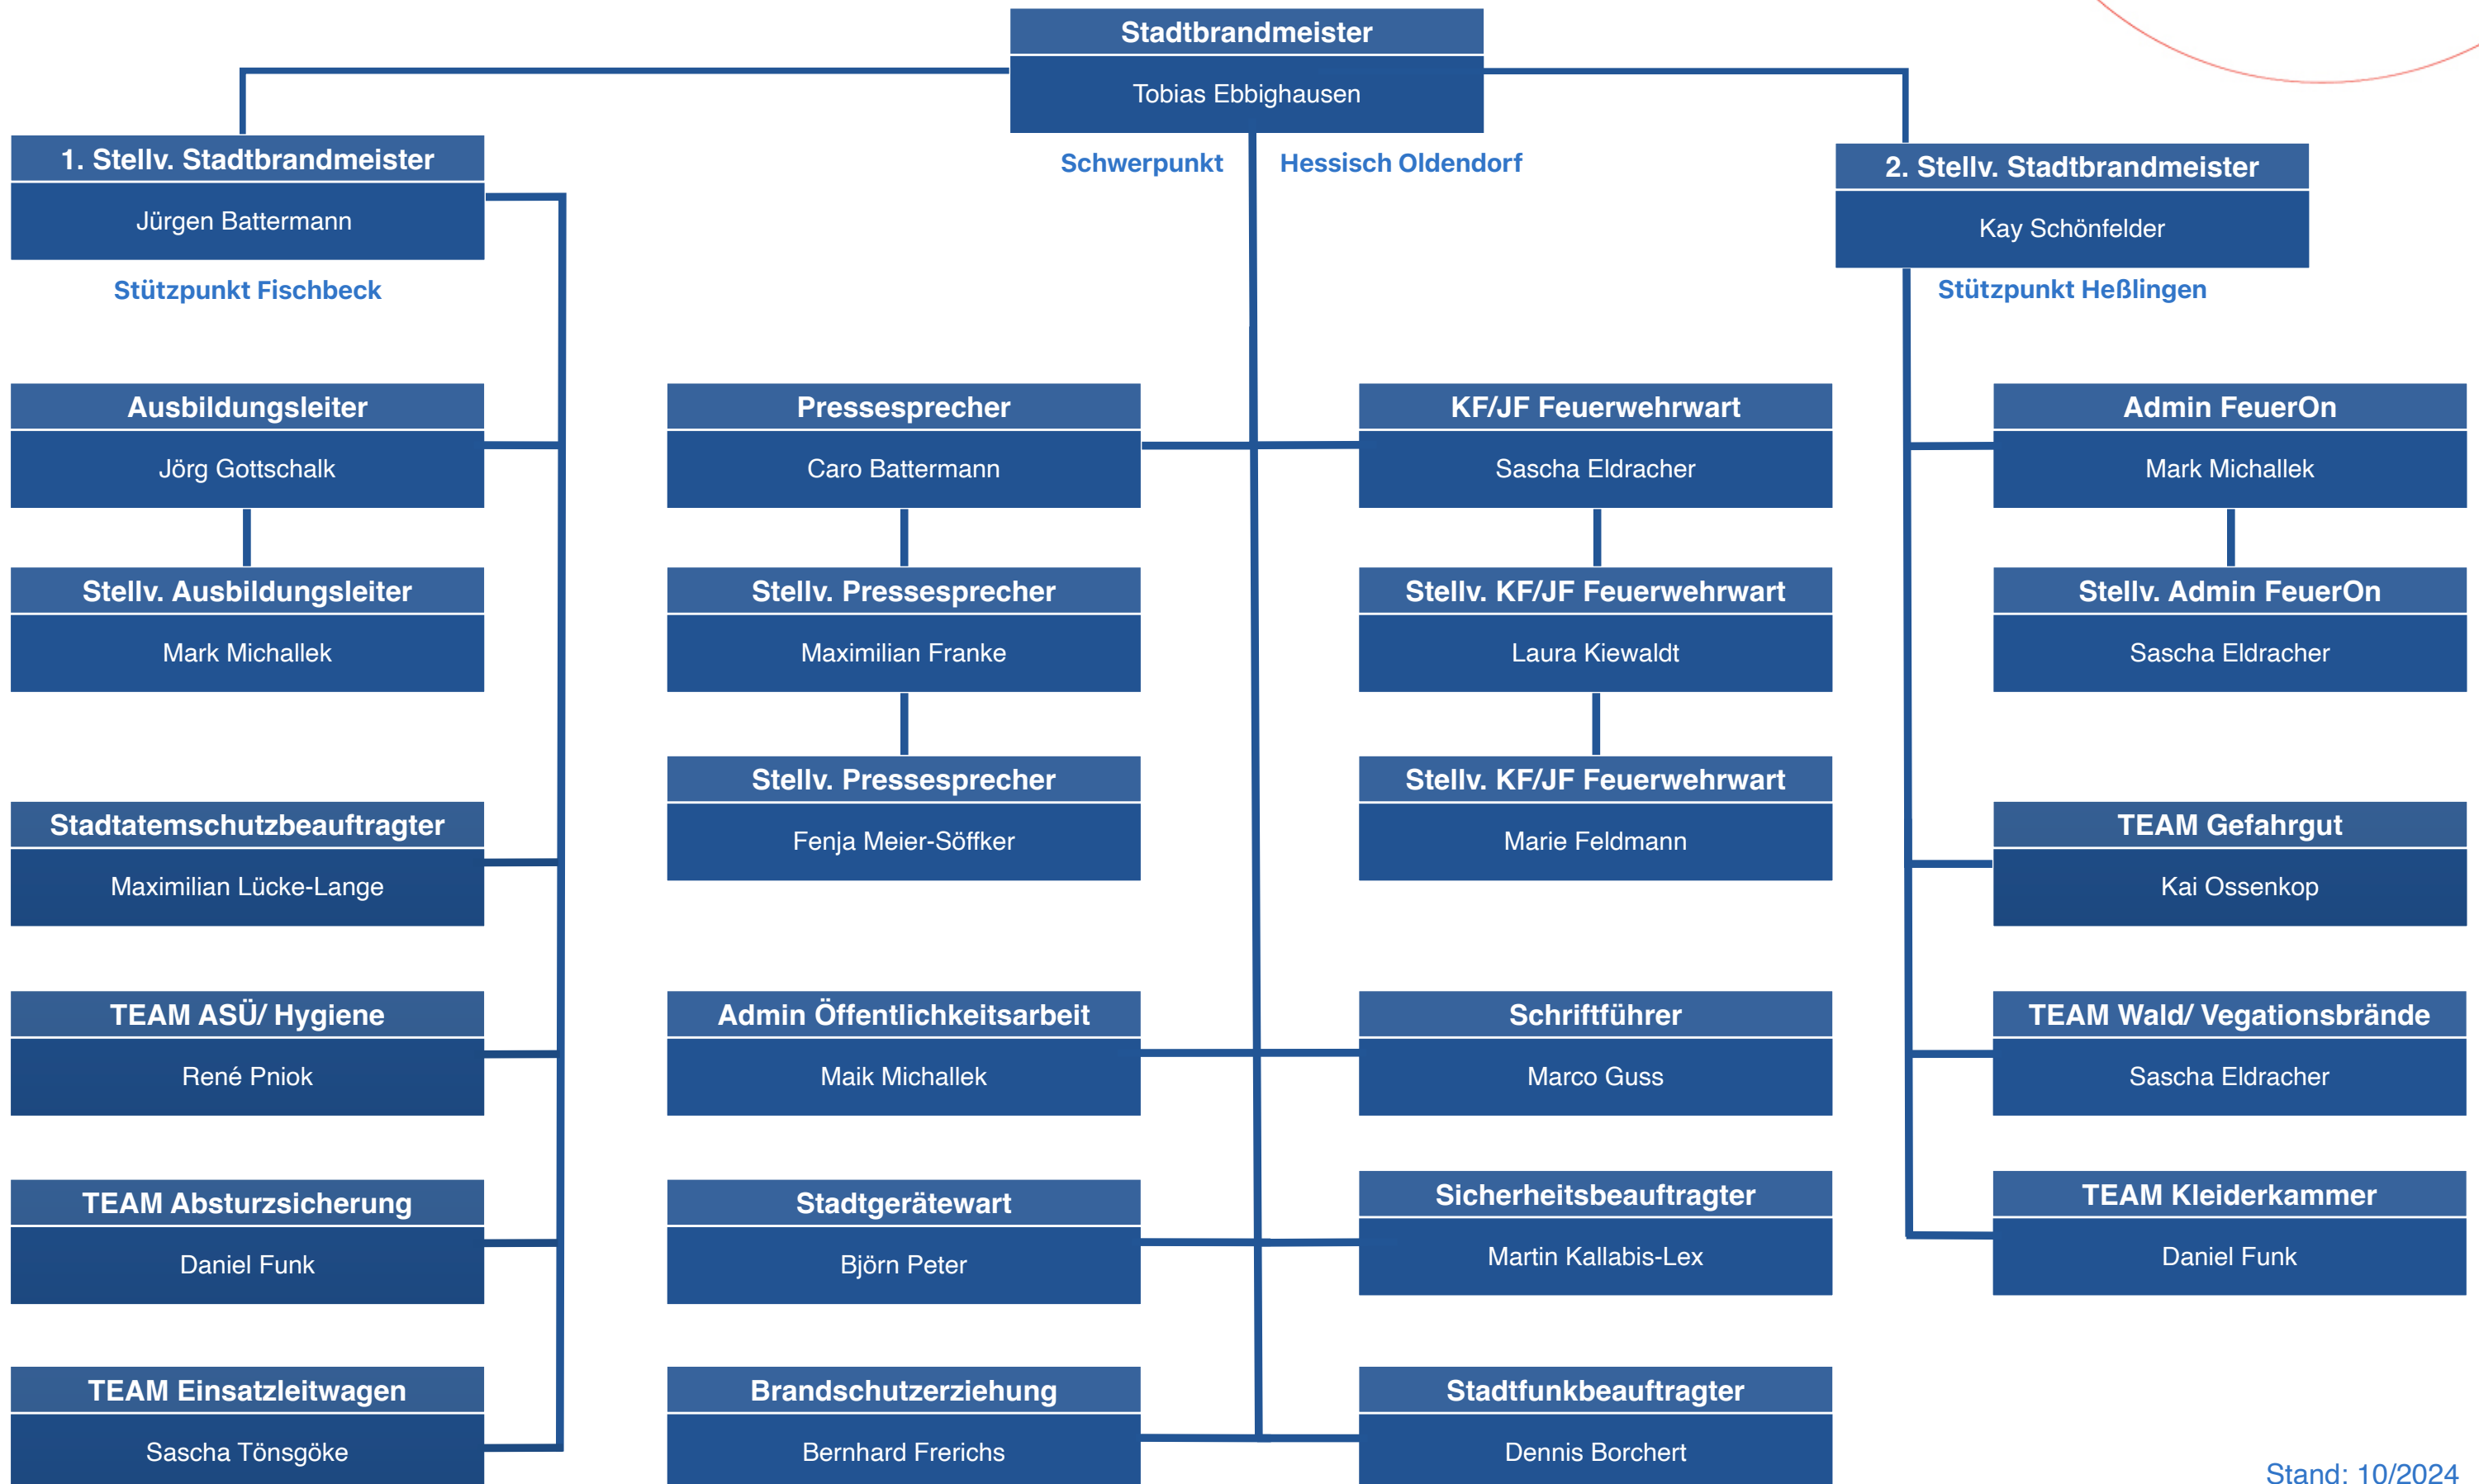 Stadtbrandmeister
Tobias Ebbighausen
1. Stellv. Stadtbrandmeister
Jürgen Battermann
Stützpunkt Fischbeck
Schwerpunkt Hessisch Oldendorf
2. Stellv. Stadtbrandmeister
Kay Schönfelder
Stützpunkt Heßlingen
Ausbildungsleiter
Jörg Gottschalk
Stellv. Ausbildungsleiter
Mark Michallek
Stadtatemschutzbeauftragter
Maximilian Lücke-Lange
TEAM ASÜ/ Hygiene
René Pniok
TEAM Absturzsicherung
Daniel Funk
TEAM Einsatzleitwagen
Sascha Tönsgöke
Pressesprecher
Caro Battermann
Stellv. Pressesprecher
Maximilian Franke
Stellv. Pressesprecher
Fenja Meier-Söffker
Admin Öffentlichkeitsarbeit
Maik Michallek
Stadtgerätewart
Björn Peter
Brandschutzerziehung
Bernhard Frerichs
KF/JF Feuerwehrwart
Sascha Eldracher
Stellv. KF/JF Feuerwehrwart
Laura Kiewaldt
Stellv. KF/JF Feuerwehrwart
Marie Feldmann
Schriftführer
Marco Guss
Sicherheitsbeauftragter
Martin Kallabis-Lex
Stadtfunkbeauftragter
Dennis Borchert
Admin FeuerOn
Mark Michallek
Stellv. Admin FeuerOn
Sascha Eldracher
TEAM Gefahrgut
Kai Ossenkop
TEAM Wald/ Vegationsbrände
Sascha Eldracher
TEAM Kleiderkammer
Daniel Funk
Stand: 10/2024